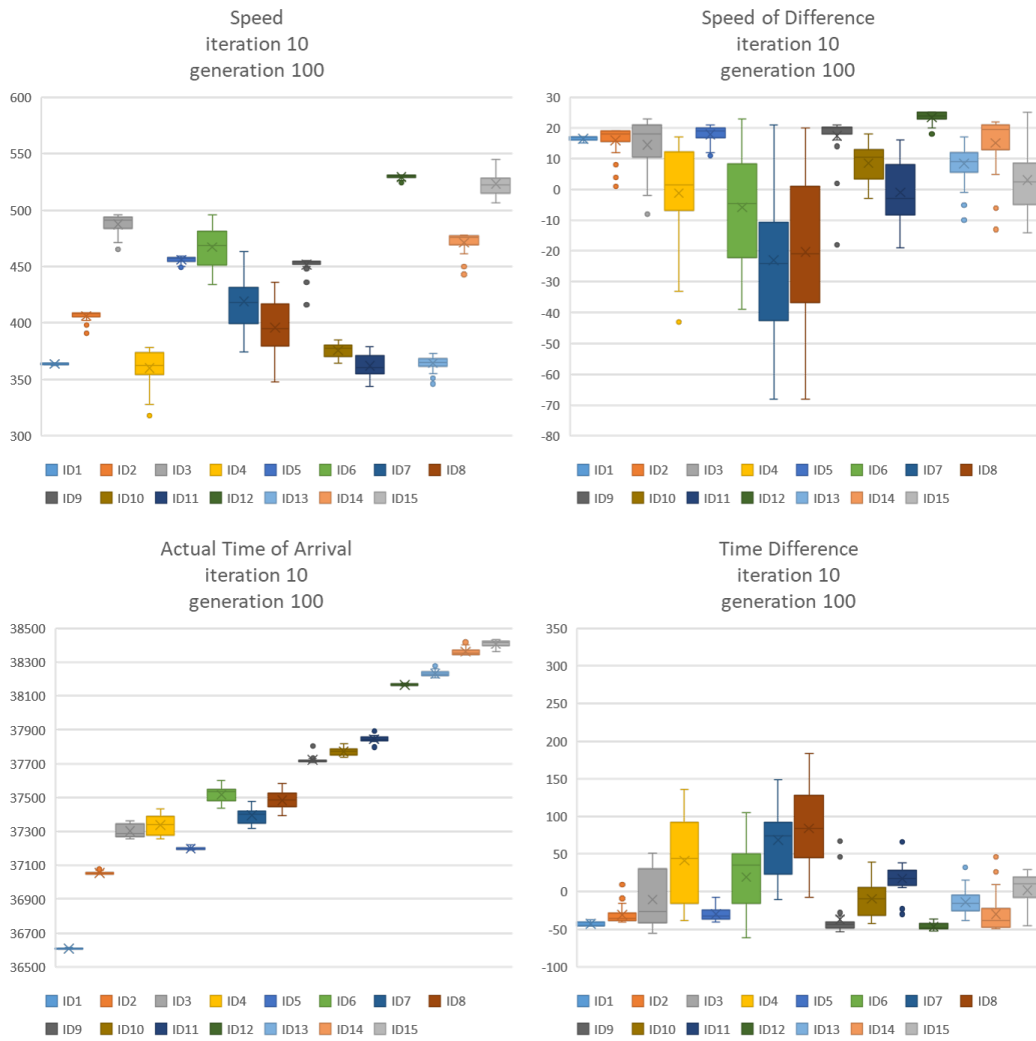 Speed
iteration 10
generation 100
600
550
500
450
400
350
300
ID1 ID2 ID3 ID4 ID5 ID6 ID7 ID8
ID9 ID10 ID11 ID12 ID13 ID14 ID15
Speed of Difference
iteration 10
generation 100
30
20
10
0
-10
-20
-30
-40
-50
-60
-70
-80
ID1 ID2 ID3 ID4 ID5 ID6 ID7 ID8
ID9 ID10 ID11 ID12 ID13 ID14 ID15
Actual Time of Arrival
iteration 10
generation 100
38500
38300
38100
37900
37700
37500
37300
37100
36900
36700
36500
ID1 ID2 ID3 ID4 ID5 ID6 ID7 ID8
ID9 ID10 ID11 ID12 ID13 ID14 ID15
Time Difference
iteration 10
generation 100
350
300
250
200
150
100
50
0
-50
-100
ID1 ID2 ID3 ID4 ID5 ID6 ID7 ID8
ID9 ID10 ID11 ID12 ID13 ID14 ID15